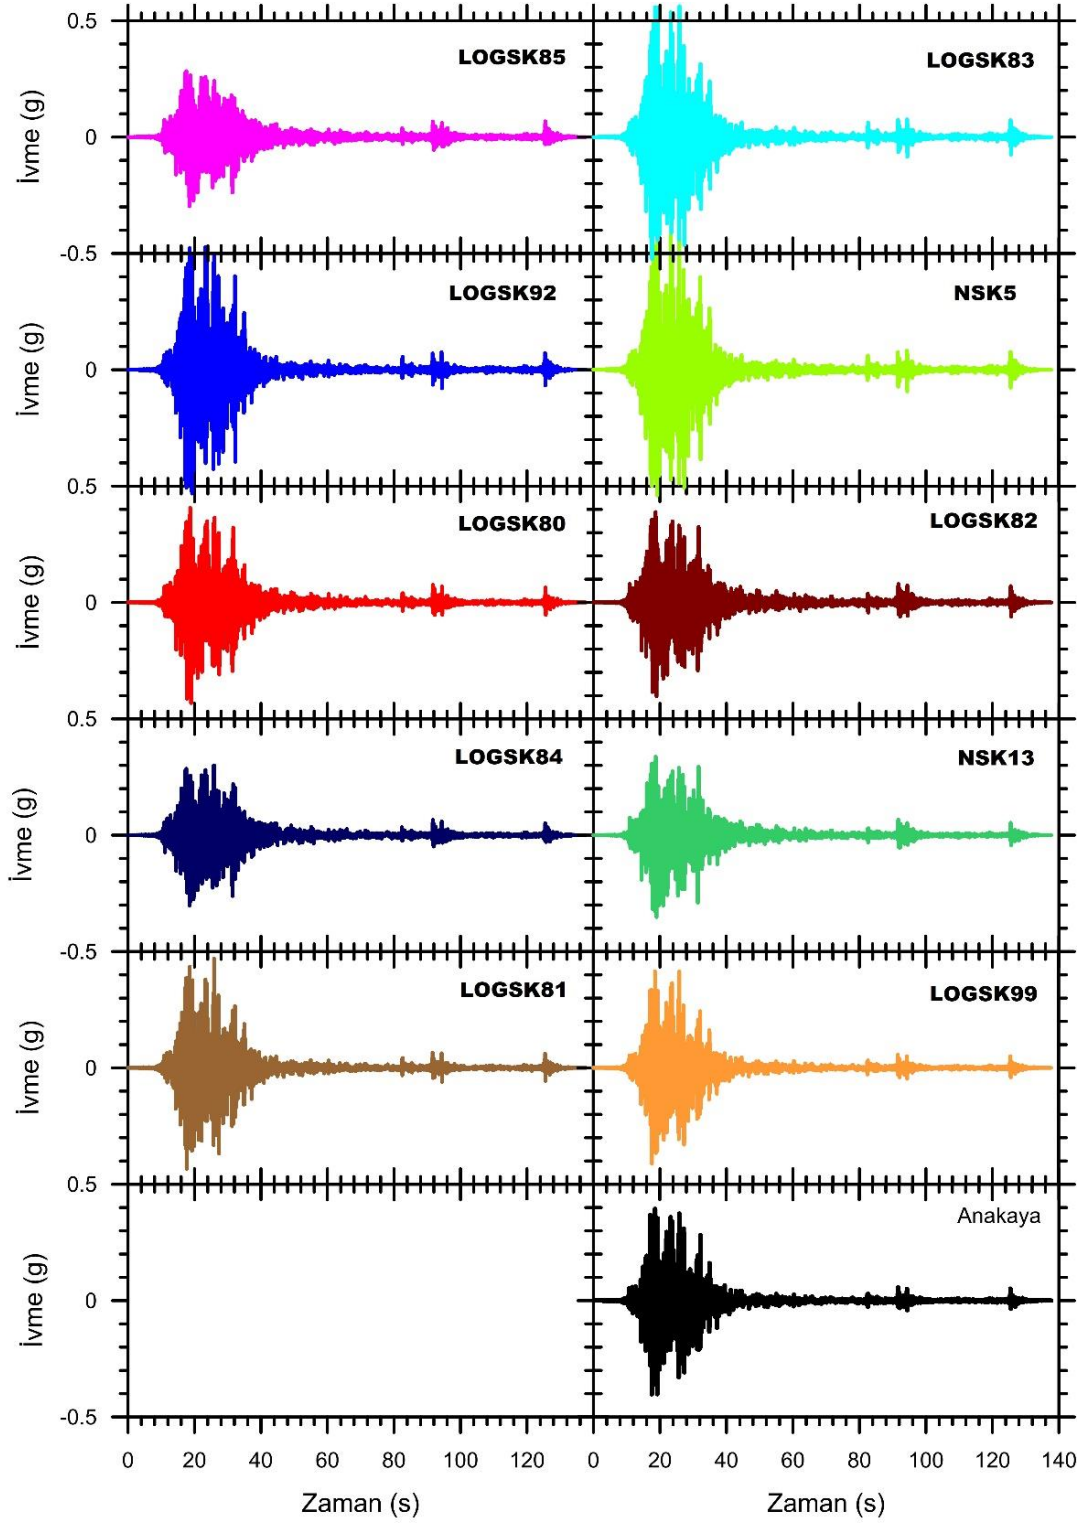 0.5
LOGSK85
LOGSK83
İvme (g)
0
-0.5
LOGSK92
NSK5
İvme (g)
0
0.5
LOGSK80
LOGSK82
İvme (g)
0
0.5
LOGSK84
NSK13
İvme (g)
0
-0.5
LOGSK81
LOGSK99
İvme (g)
0
0.5
Anakaya
İvme (g)
0
-0.5
0 20 40 60 80 100 120 0 20 40 60 80 100 120 140
Zaman (s) Zaman (s)